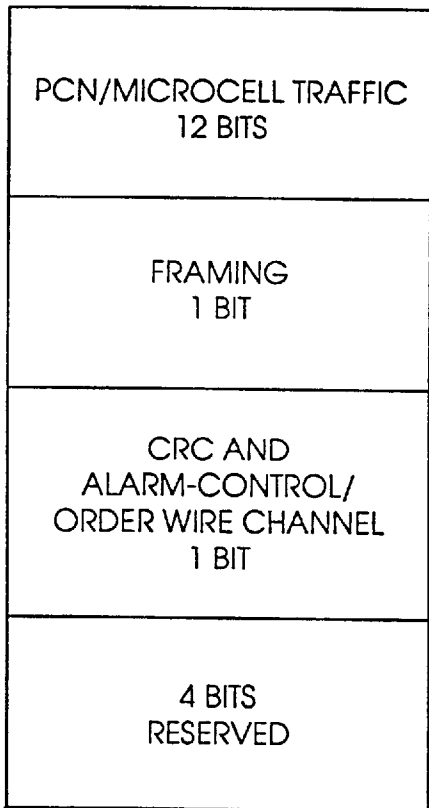 PCN/MICROCELL TRAFFIC
12 BITS
FRAMING
1 BIT
CRC AND
ALARM-CONTROL/
ORDER WIRE CHANNEL
1 BIT
4 BITS
RESERVED